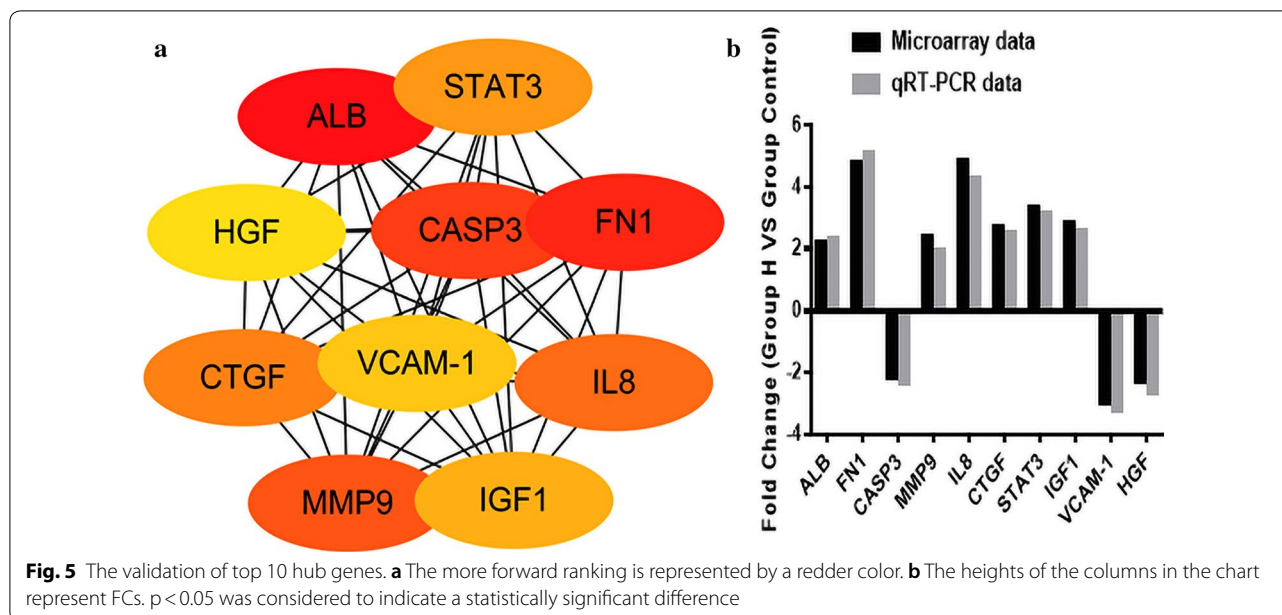 a
STAT3
ALB
HGF
CASP3
FN1
CTGF
VCAM-1
IL8
MMP9
IGF1
b
Microarray data
qRT-PCR data
Fold Change (Group H VS Group Control)
6
4
2
0
-2
-4
ALB
FN1
CASP3
MMP9
IL8
CTGF
STAT3
IGF1
VCAM-1
HGF
Fig. 5 The validation of top 10 hub genes. a The more forward ranking is represented by a redder color. b The heights of the columns in the chart
represent FCs. p < 0.05 was considered to indicate a statistically significant difference